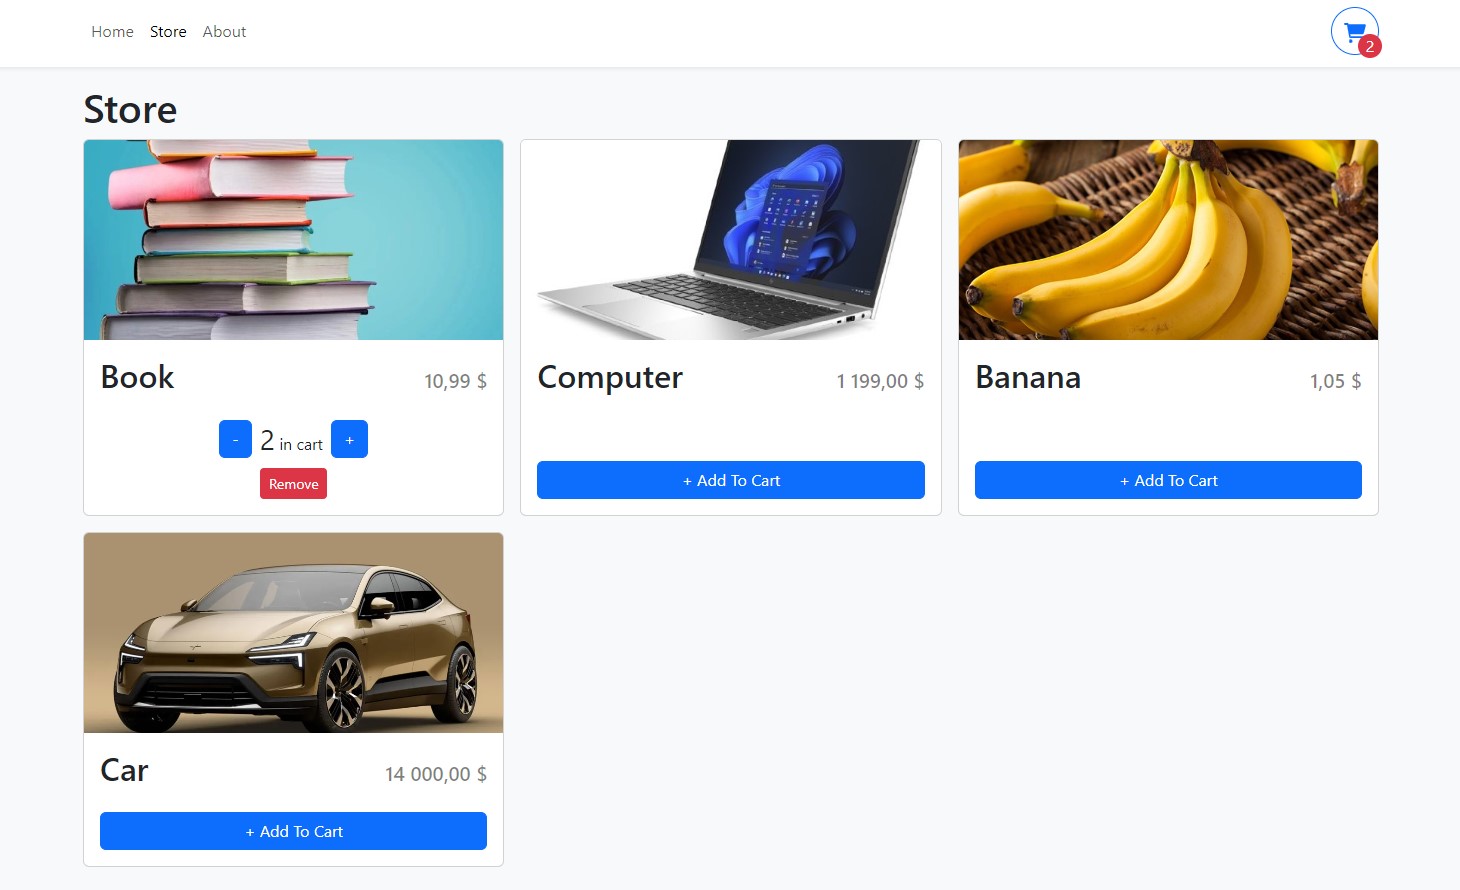 Home Store About
2
Store
Book 10,99 $
- 2 in cart +
Remove
Computer 1 199,00 $
+ Add To Cart
Banana 1,05 $
+ Add To Cart
Car 14 000,00 $
+ Add To Cart